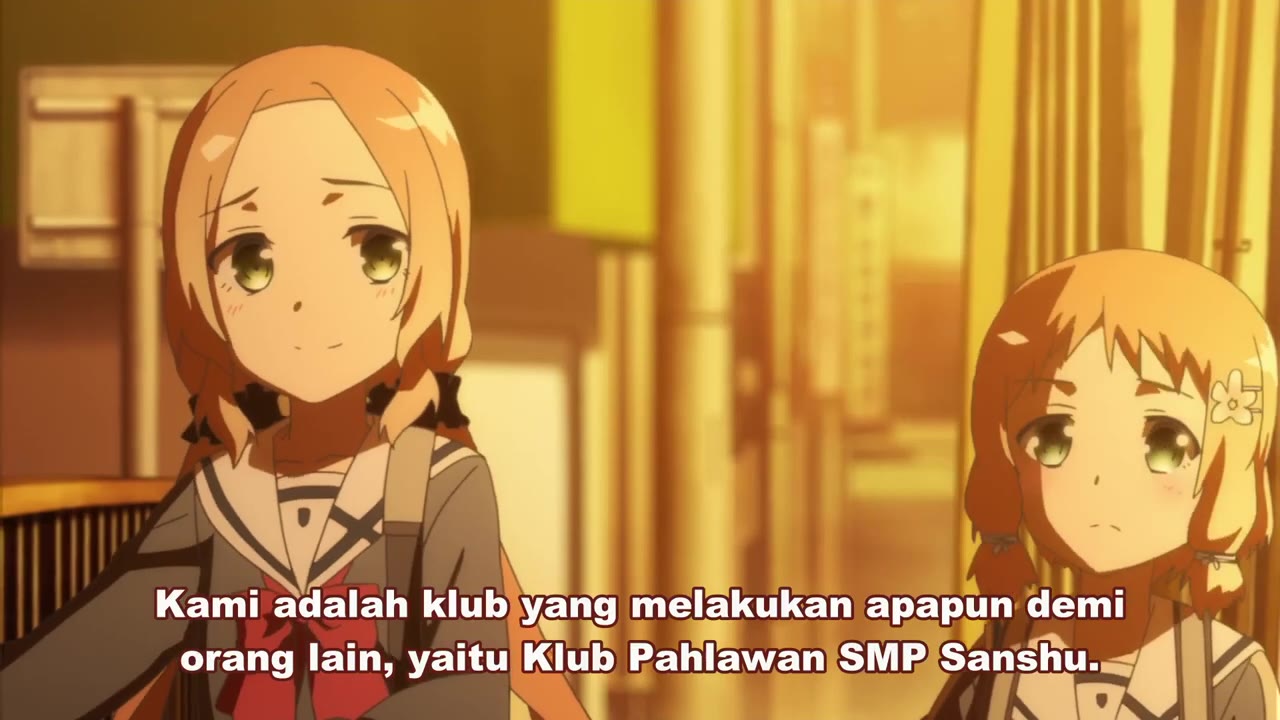 Kami adalah klub yang melakukan apapun demi
orang lain, yaitu Klub Pahlawan SMP Sanshu.